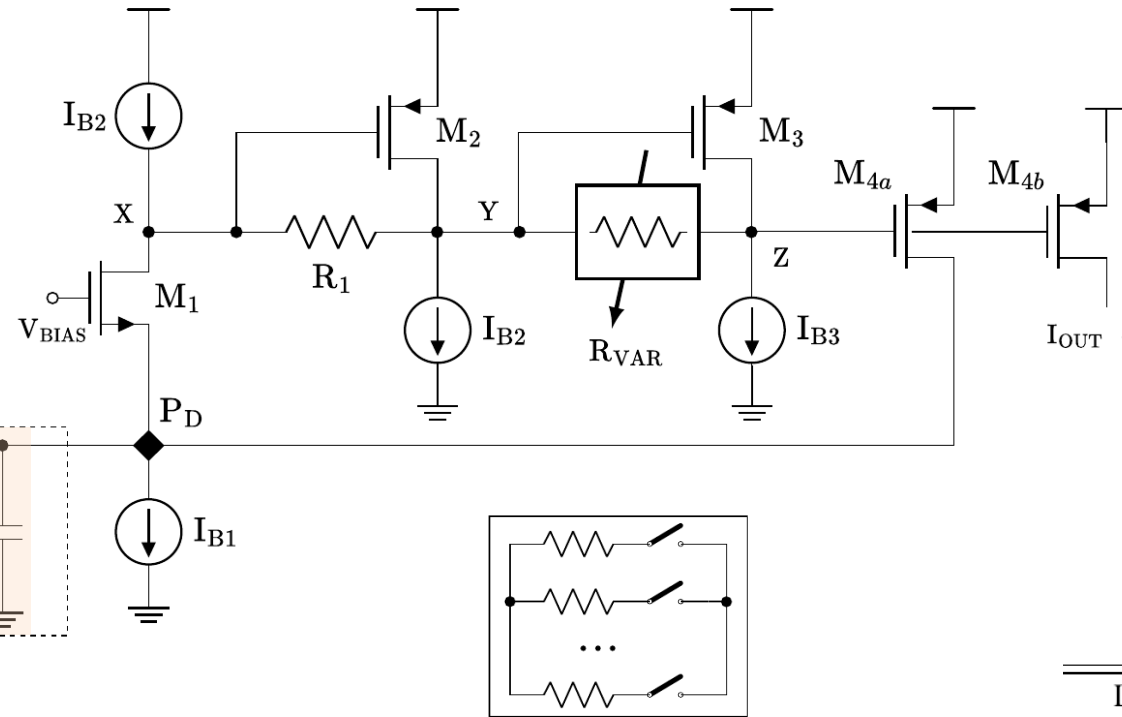 I_B2
M_2
M_3
M_4a
M_4b
X
Y
Z
R_1
M_1
V_BIAS
I_B2
R_VAR
I_B3
I_OUT
P_D
I_B1
...
I